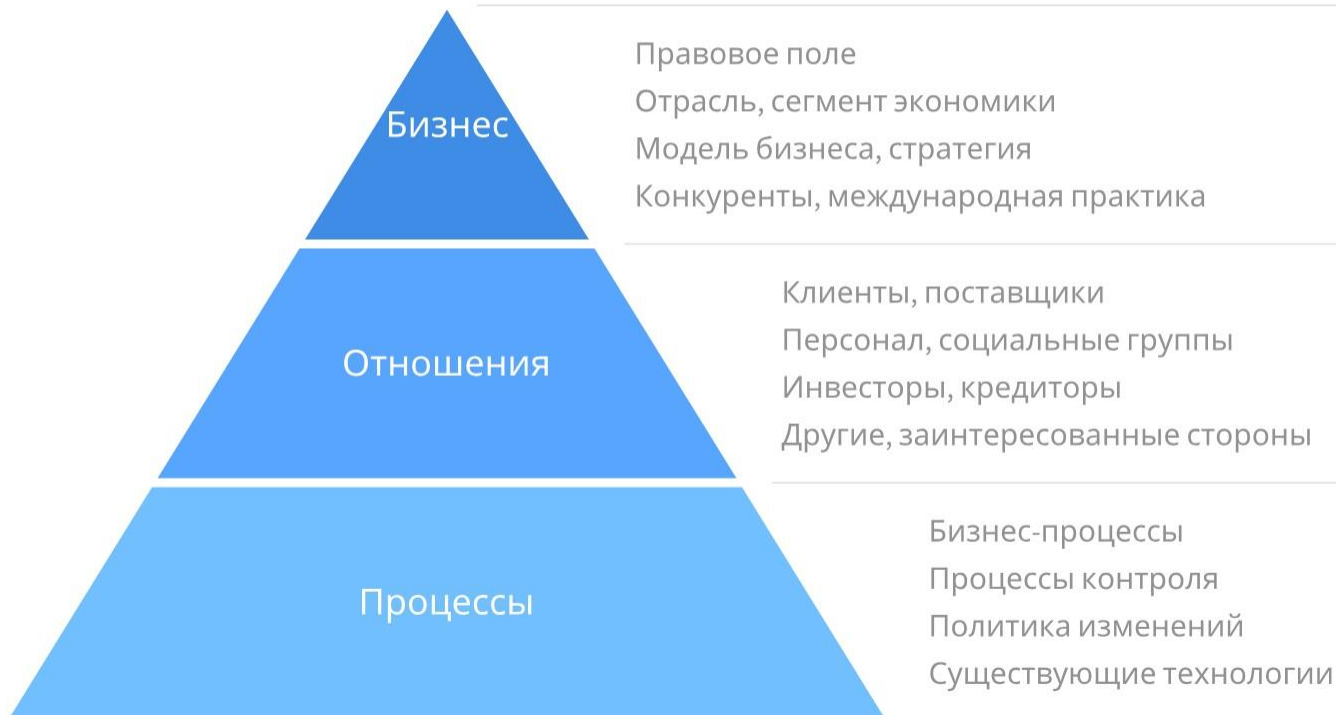 Бизнес
Правовое поле
Отрасль, сегмент экономики
Модель бизнеса, стратегия
Конкуренты, международная практика
Отношения
Клиенты, поставщики
Персонал, социальные группы
Инвесторы, кредиторы
Другие, заинтересованные стороны
Процессы
Бизнес-процессы
Процессы контроля
Политика изменений
Существующие технологии